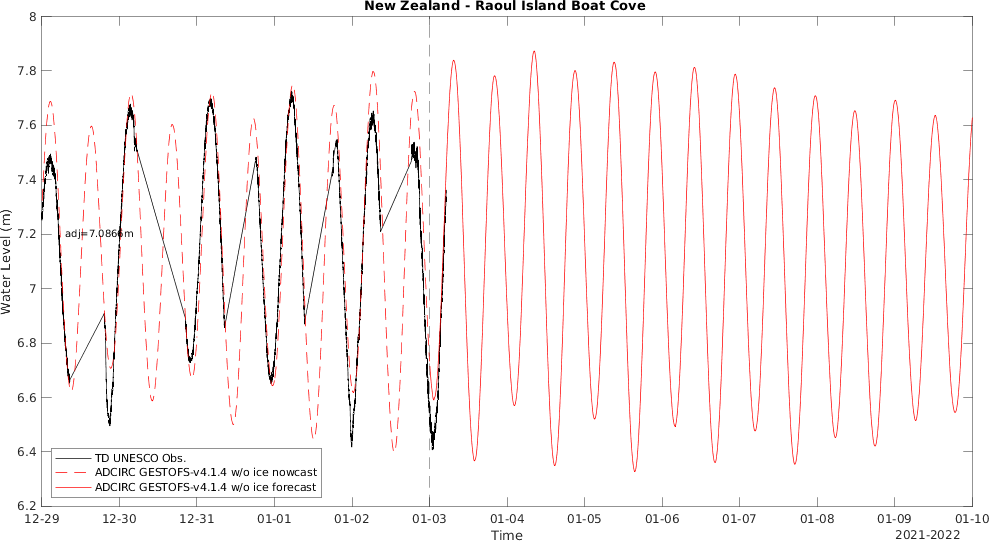 New Zealand - Raoul Island Boat Cove
Water Level (m)
8
7.8
7.6
7.4
7.2
7
6.8
6.6
6.4
6.2
adj=7.0866m
TD UNESCO Obs.
ADCIRC GESTOFS-v4.1.4 w/o ice nowcast
ADCIRC GESTOFS-v4.1.4 w/o ice forecast
12-29 12-30 12-31 01-01 01-02 01-03 01-04 01-05 01-06 01-07 01-08 01-09 01-10
Time
2021-2022